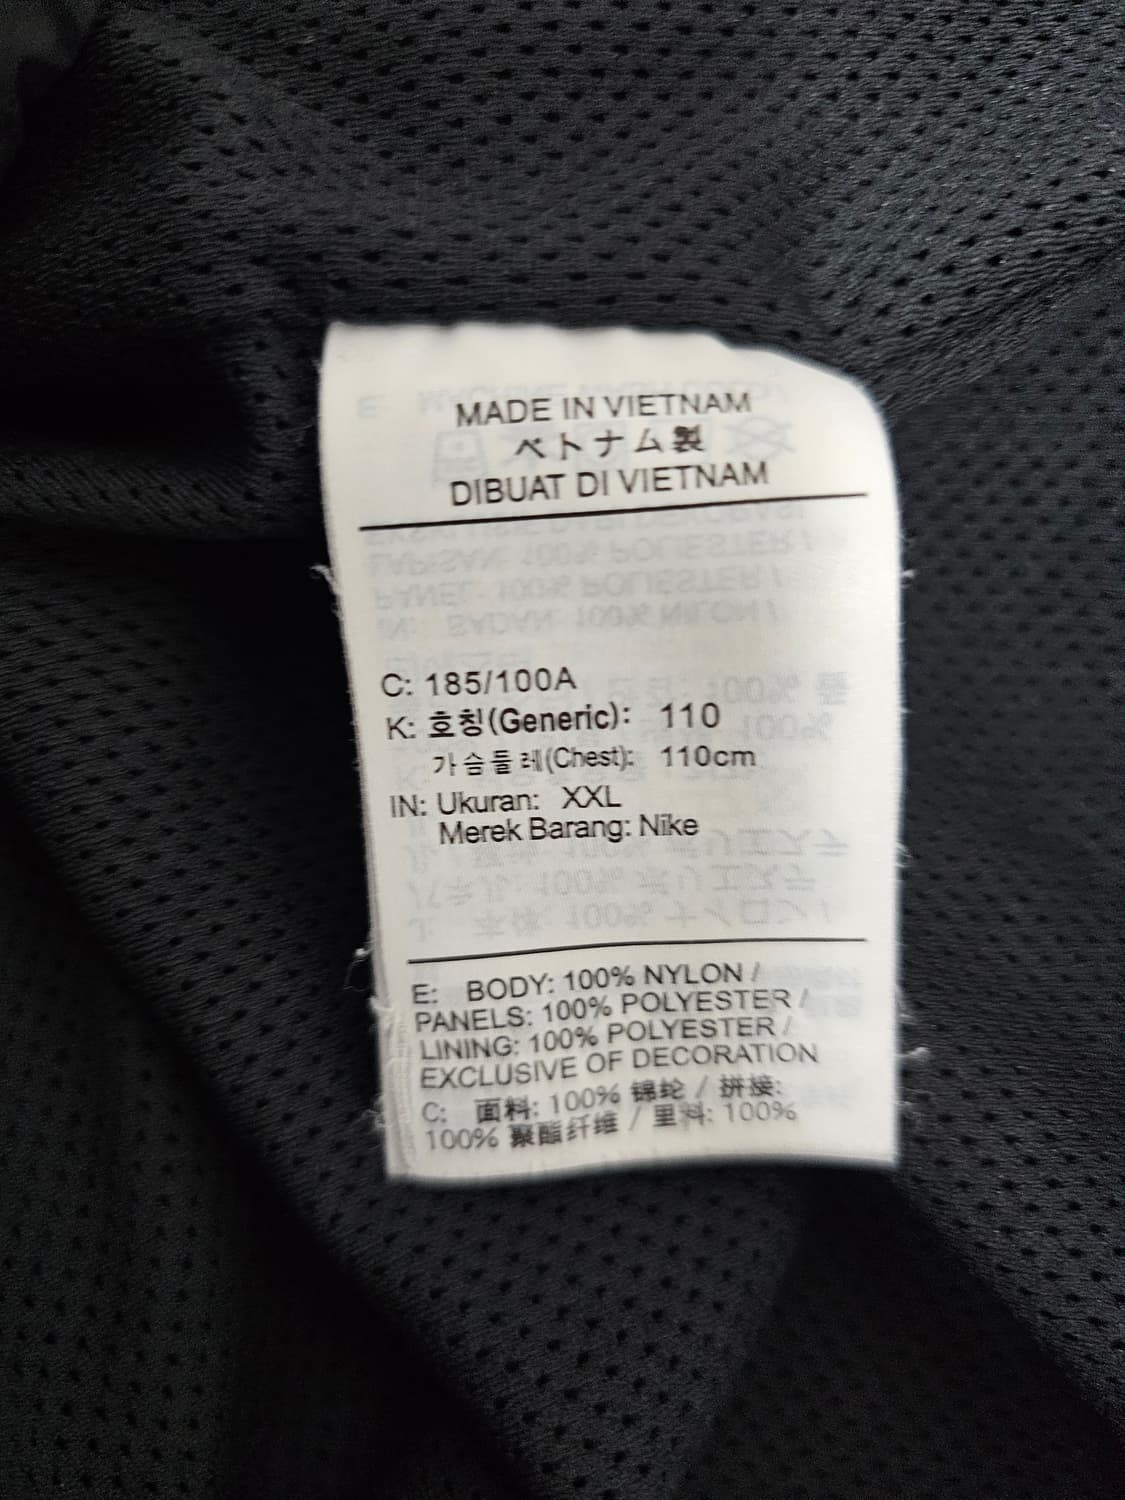 MADE IN VIETNAM
ベトナム製
DIBUAT DI VIETNAM
C: 185/100A
K: 호칭(Generic): 110
가슴둘레(Chest): 110cm
IN: Ukuran: XXL
Merek Barang: Nike
E: BODY: 100% NYLON /
PANELS: 100% POLYESTER /
LINING: 100% POLYESTER /
EXCLUSIVE OF DECORATION
C: 面料: 100% 锦纶 / 拼接:
100% 聚酯纤维 / 里料: 100%